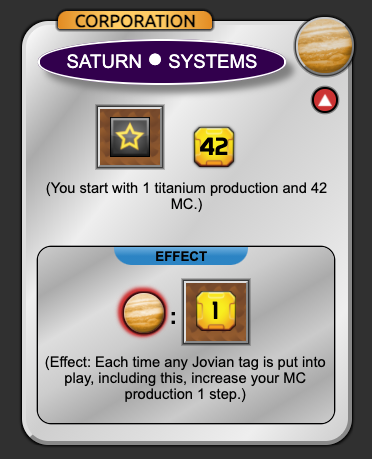 CORPORATION
SATURN ● SYSTEMS
42
(You start with 1 titanium production and 42
MC.)
EFFECT
: 1
(Effect: Each time any Jovian tag is put into
play, including this, increase your MC
production 1 step.)